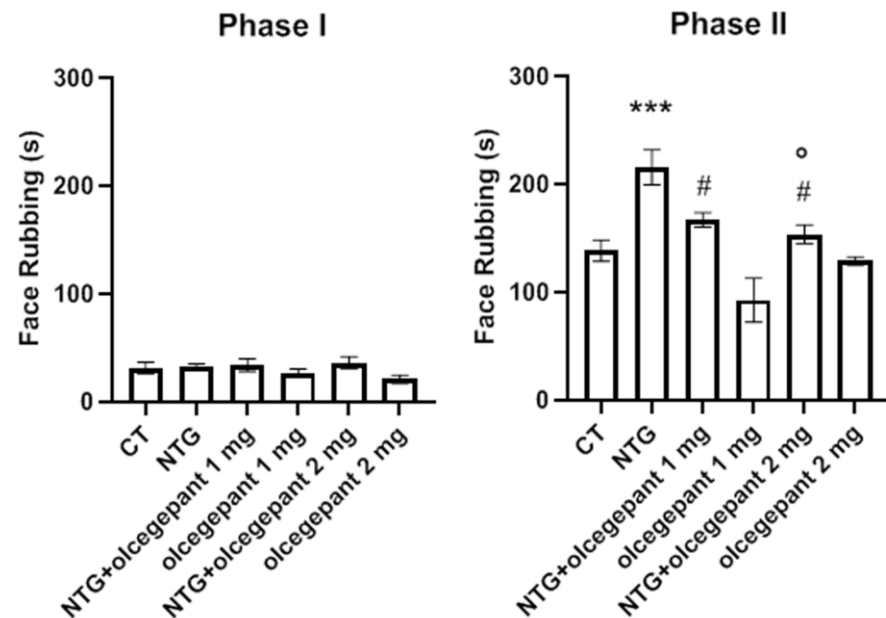 Phase I
Face Rubbing (s)
300
200
100
0
CT
NTG
NTG+olcegepant 1 mg
olcegepant 1 mg
NTG+olcegepant 2 mg
olcegepant 2 mg
Phase II
Face Rubbing (s)
300
200
100
0
***
#
°
#
CT
NTG
NTG+olcegepant 1 mg
olcegepant 1 mg
NTG+olcegepant 2 mg
olcegepant 2 mg